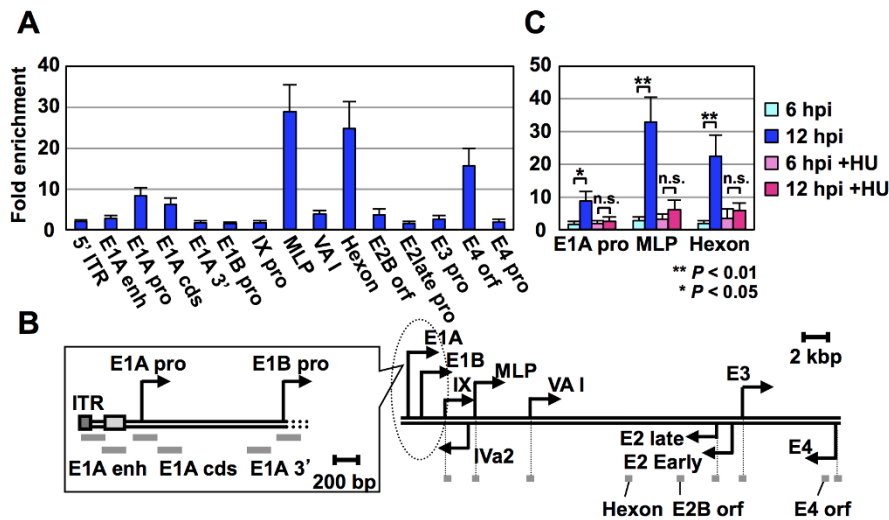 A
Fold enrichment
40
30
20
10
0
5' ITR
E1A enh
E1A pro
E1A cds
E1A 3'
E1B pro
IX pro
MLP
VA I
Hexon
E2B orf
E2late pro
E3 pro
E4 orf
E4 pro
C
50
40
30
20
10
0
*
n.s.
**
n.s.
**
n.s.
E1A pro MLP Hexon
6 hpi
12 hpi
6 hpi +HU
12 hpi +HU
** P < 0.01
* P < 0.05
B
E1A pro
E1B pro
ITR
E1A enh
E1A cds
E1A 3'
200 bp
E1A
E1B
IX
MLP
VA I
E3
2 kbp
IVa2
E2 late
E2 Early
E4
Hexon
E2B orf
E4 orf